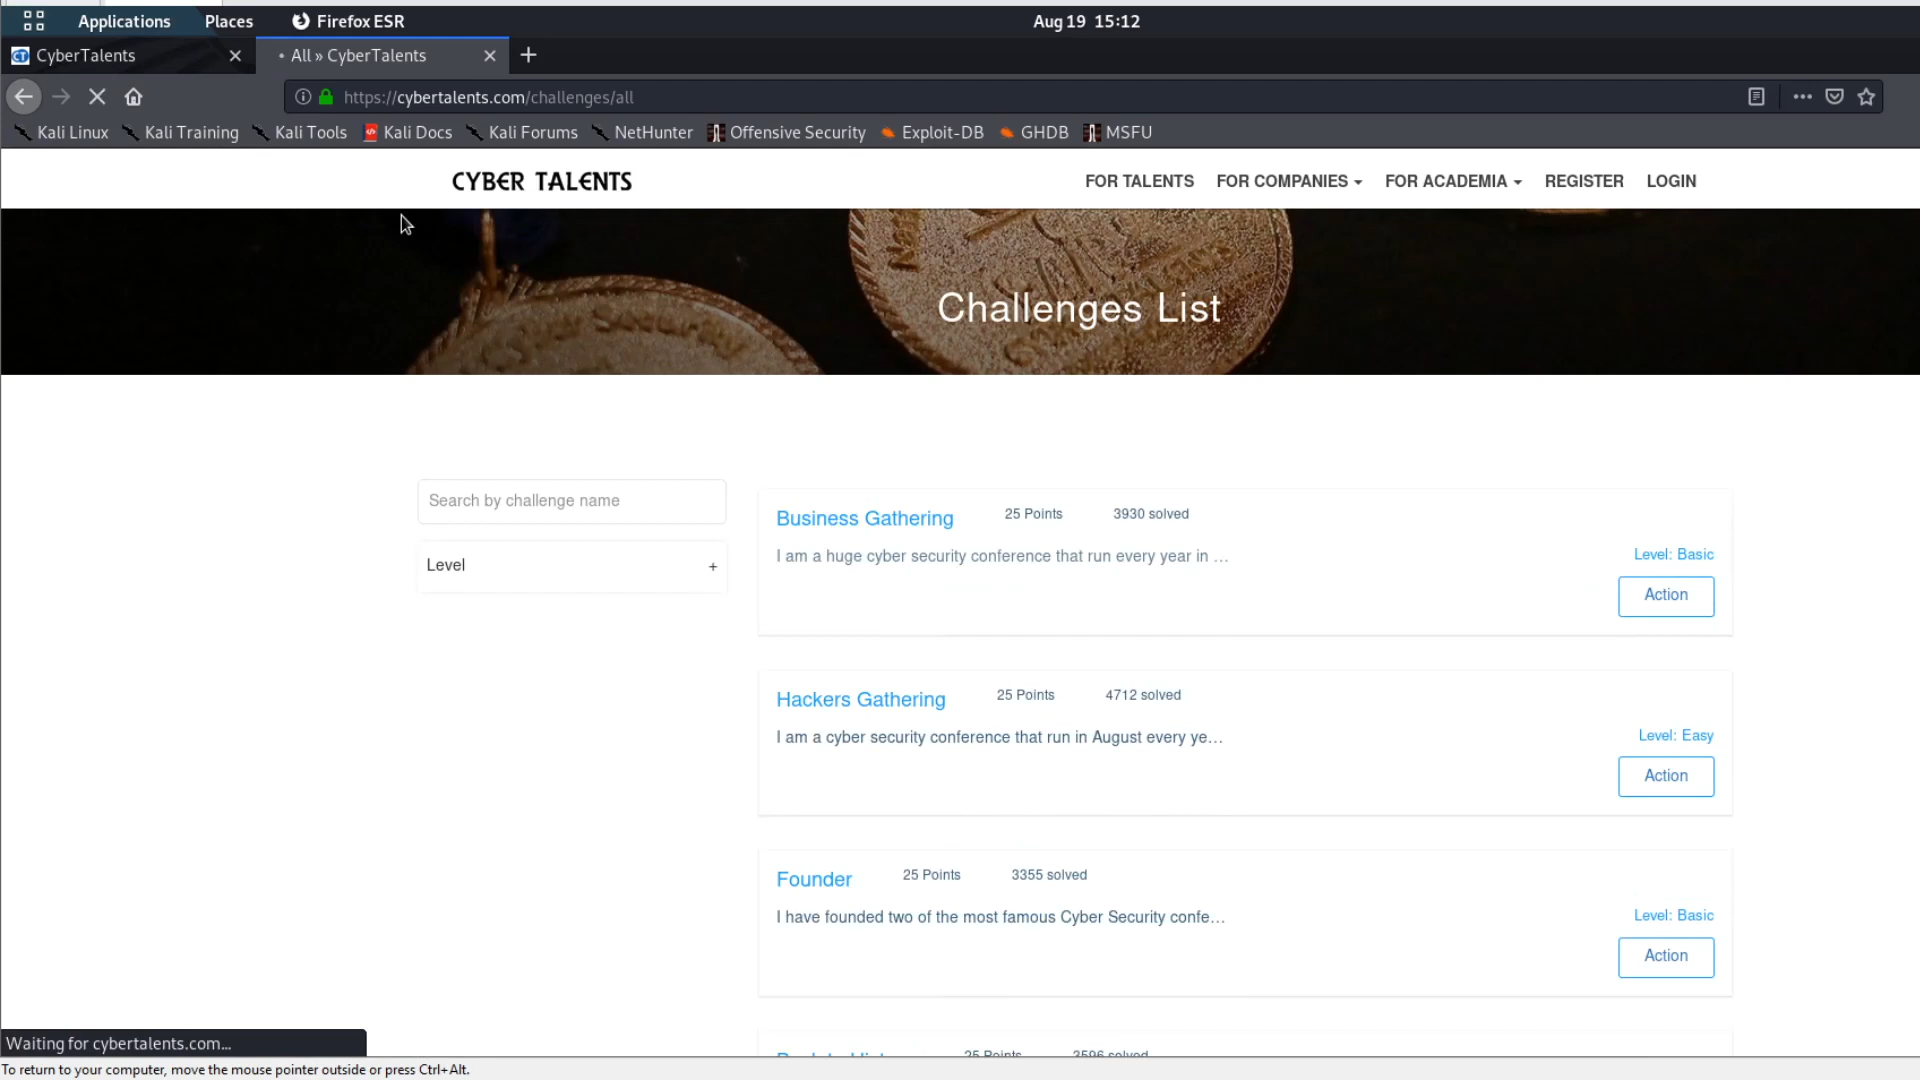 Applications Places Firefox ESR Aug 19 15:12
CyberTalents • All » CyberTalents
https://cybertalents.com/challenges/all
Kali Linux Kali Training Kali Tools Kali Docs Kali Forums NetHunter Offensive Security Exploit-DB GHDB MSFU
CYBER TALENTS FOR TALENTS FOR COMPANIES FOR ACADEMIA REGISTER LOGIN
Challenges List
Search by challenge name
Level +
Business Gathering 25 Points 3930 solved
I am a huge cyber security conference that run every year in …
Level: Basic
Action
Hackers Gathering 25 Points 4712 solved
I am a cyber security conference that run in August every ye…
Level: Easy
Action
Founder 25 Points 3355 solved
I have founded two of the most famous Cyber Security confe…
Level: Basic
Action
25 Points 3596 solved
Waiting for cybertalents.com...
To return to your computer, move the mouse pointer outside or press Ctrl+Alt.